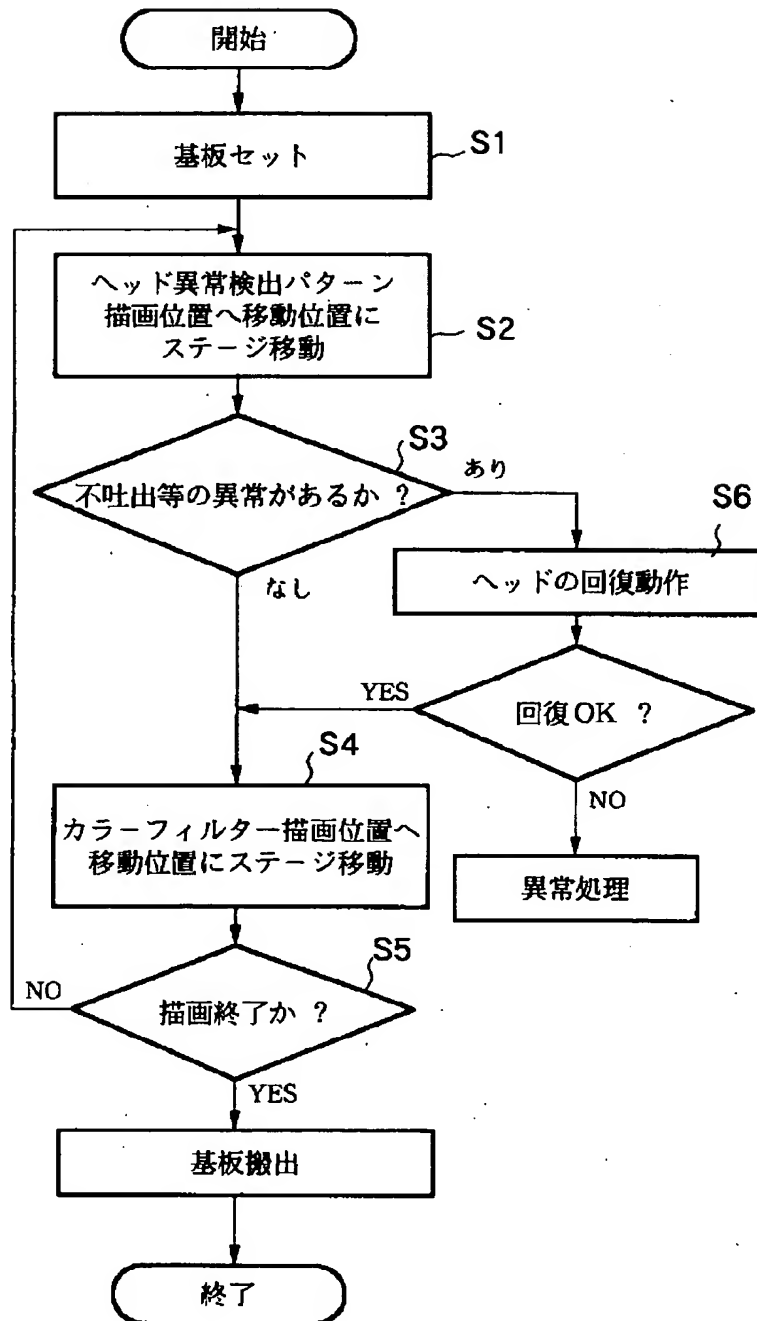 開始
基板セット
S1
ヘッド異常検出パターン
描画位置へ移動位置に
ステージ移動
S2
S3
不吐出等の異常があるか ?
あり
なし
S6
ヘッドの回復動作
回復OK ?
YES
NO
異常処理
S4
カラーフィルター描画位置へ
移動位置にステージ移動
S5
描画終了か ?
NO
YES
基板搬出
終了